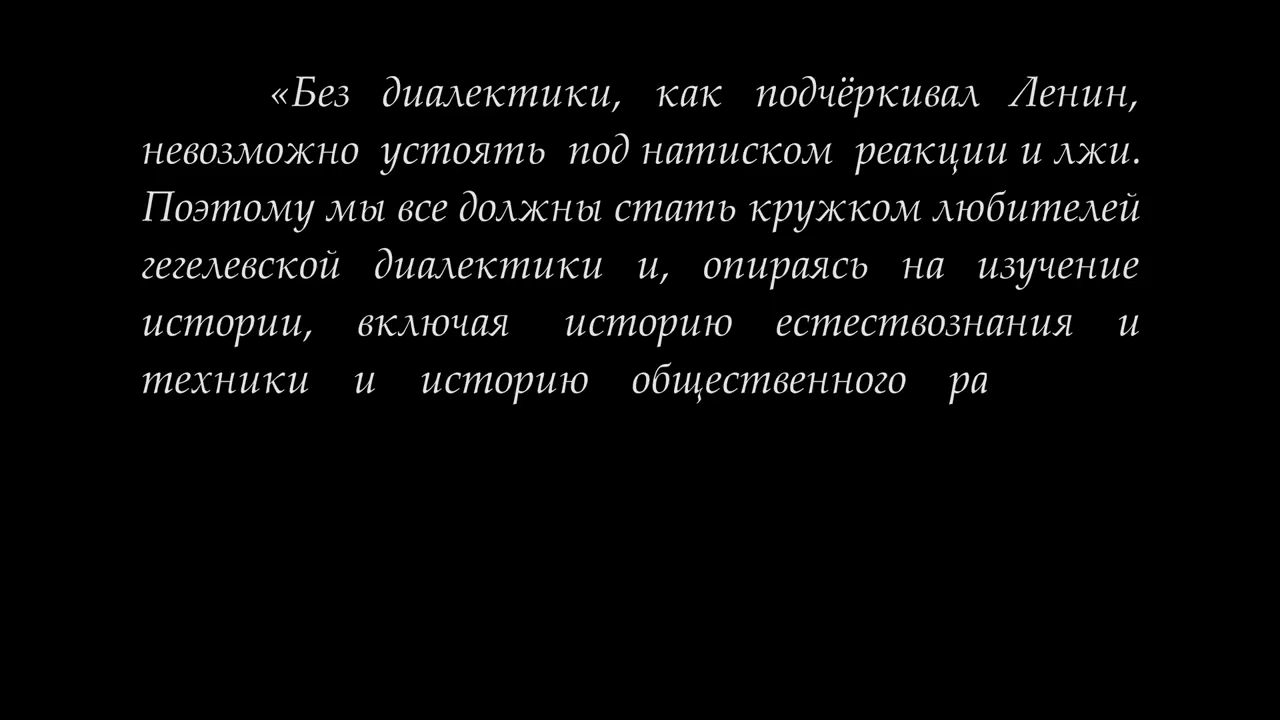 «Без диалектики, как подчёркивал Ленин,
невозможно устоять под натиском реакции и лжи.
Поэтому мы все должны стать кружком любителей
гегелевской диалектики и, опираясь на изучение
истории, включая историю естествознания и
техники и историю общественного ра